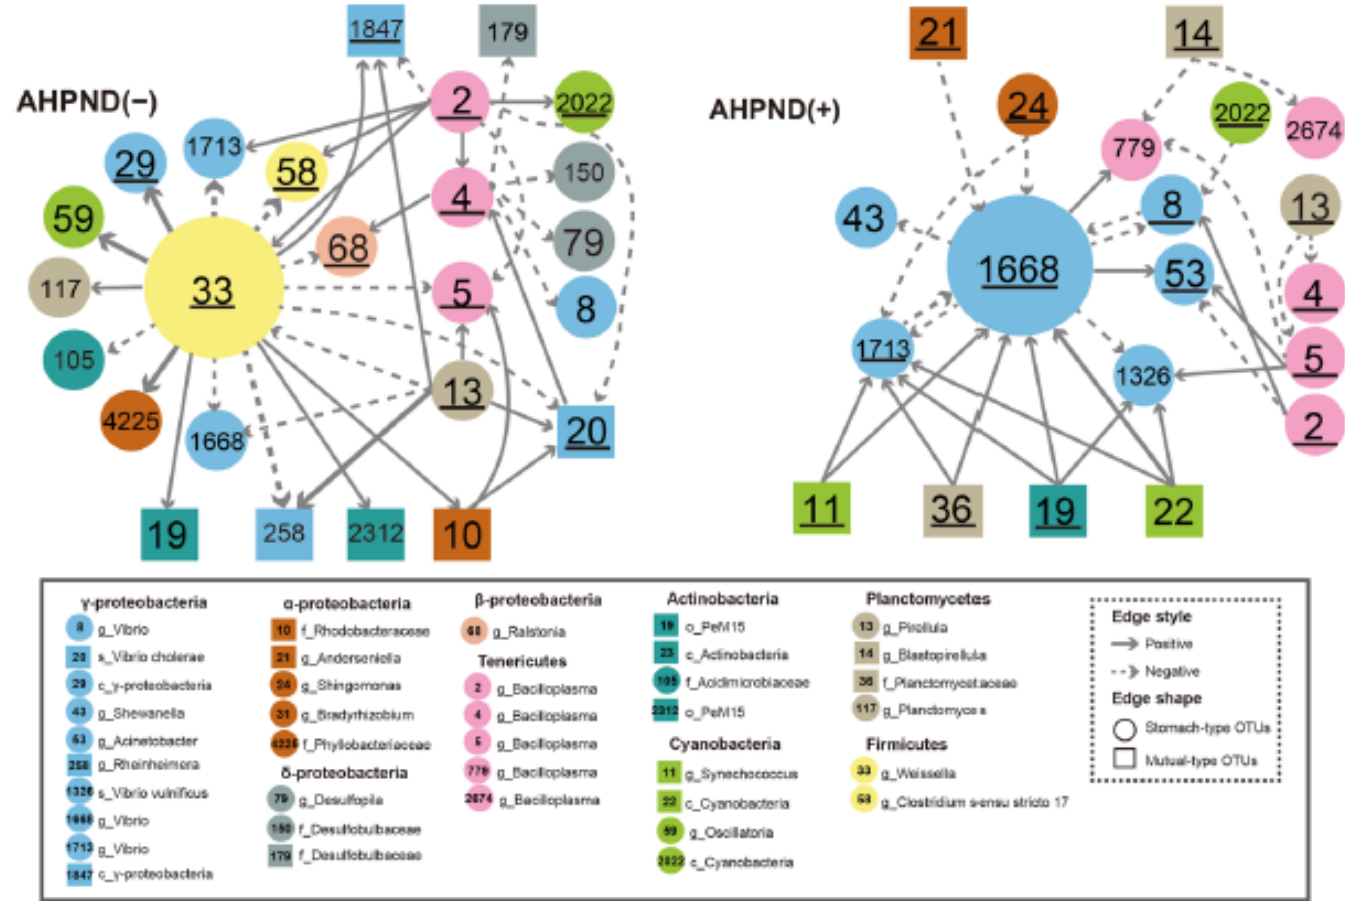 AHPND(−)
1847
179
2
2022
1713
58
29
150
4
59
68
79
117
33
5
8
105
13
4225
1668
20
19
258
2312
10
AHPND(+)
21
14
24
2022
2674
779
43
8
13
1668
53
4
1713
5
1326
2
11
36
19
22
γ-proteobacteria
8 g_Vibrio
20 s_Vibrio cholerae
29 c_γ-proteobacteria
43 g_Shewanella
53 g_Acinetobacter
258 g_Rheinheimera
1326 s_Vibrio vulnificus
1668 g_Vibrio
1713 g_Vibrio
1847 c_γ-proteobacteria
α-proteobacteria
10 f_Rhodobacteraceae
21 g_Anderseniella
24 g_Shingomonas
31 g_Bradyrhizobium
4225 f_Phyllobacteriaceae
δ-proteobacteria
79 g_Desulfopila
150 f_Desulfobulbaceae
179 f_Desulfobulbaceae
β-proteobacteria
68 g_Ralstonia
Tenericutes
2 g_Bacilloplasma
4 g_Bacilloplasma
5 g_Bacilloplasma
779 g_Bacilloplasma
2674 g_Bacilloplasma
Actinobacteria
19 o_PeM15
23 c_Actinobacteria
105 f_Acidimicrobiaceae
2312 o_PeM15
Cyanobacteria
11 g_Synechococcus
22 c_Cyanobacteria
59 g_Oscillatoria
2022 c_Cyanobacteria
Planctomycetes
13 g_Pirellula
14 g_Blastopirellula
36 f_Planctomycetaceae
117 g_Planctomyces
Firmicutes
33 g_Weissella
58 g_Clostridium sensu stricto 17
Edge style
Positive
Negative
Edge shape
Stomach-type OTUs
Mutual-type OTUs